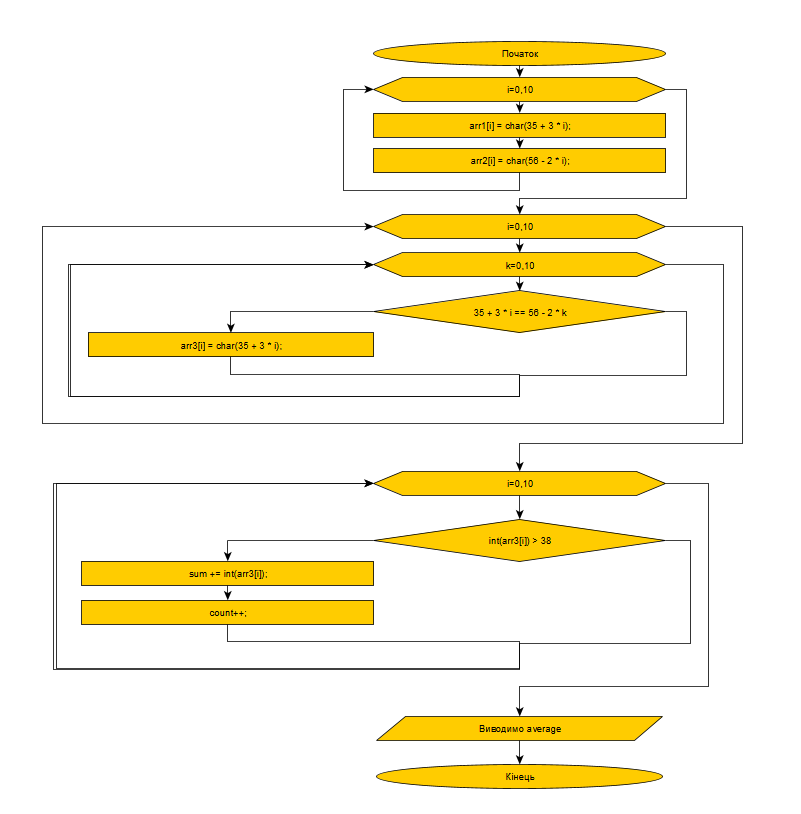 Початок
i=0,10
arr1[i] = char(35 + 3 * i);
arr2[i] = char(56 - 2 * i);
i=0,10
k=0,10
35 + 3 * i == 56 - 2 * k
arr3[i] = char(35 + 3 * i);
i=0,10
int(arr3[i]) > 38
sum += int(arr3[i]);
count++;
Виводимо average
Кінець